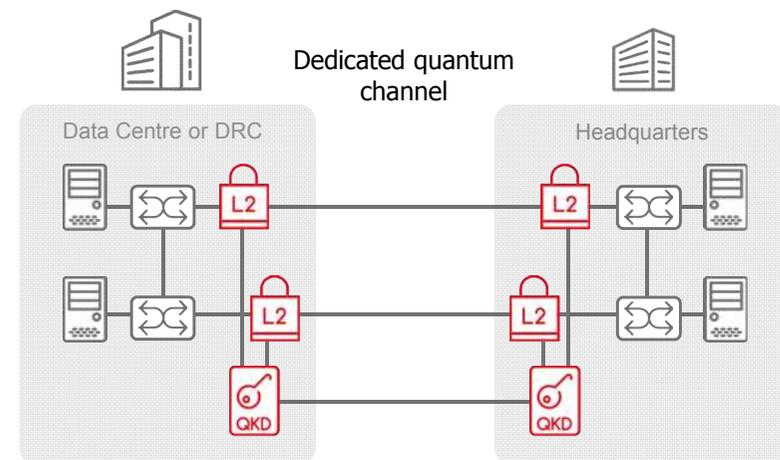 Dedicated quantum
channel
Data Centre or DRC
Headquarters
L2
L2
L2
L2
QKD
QKD